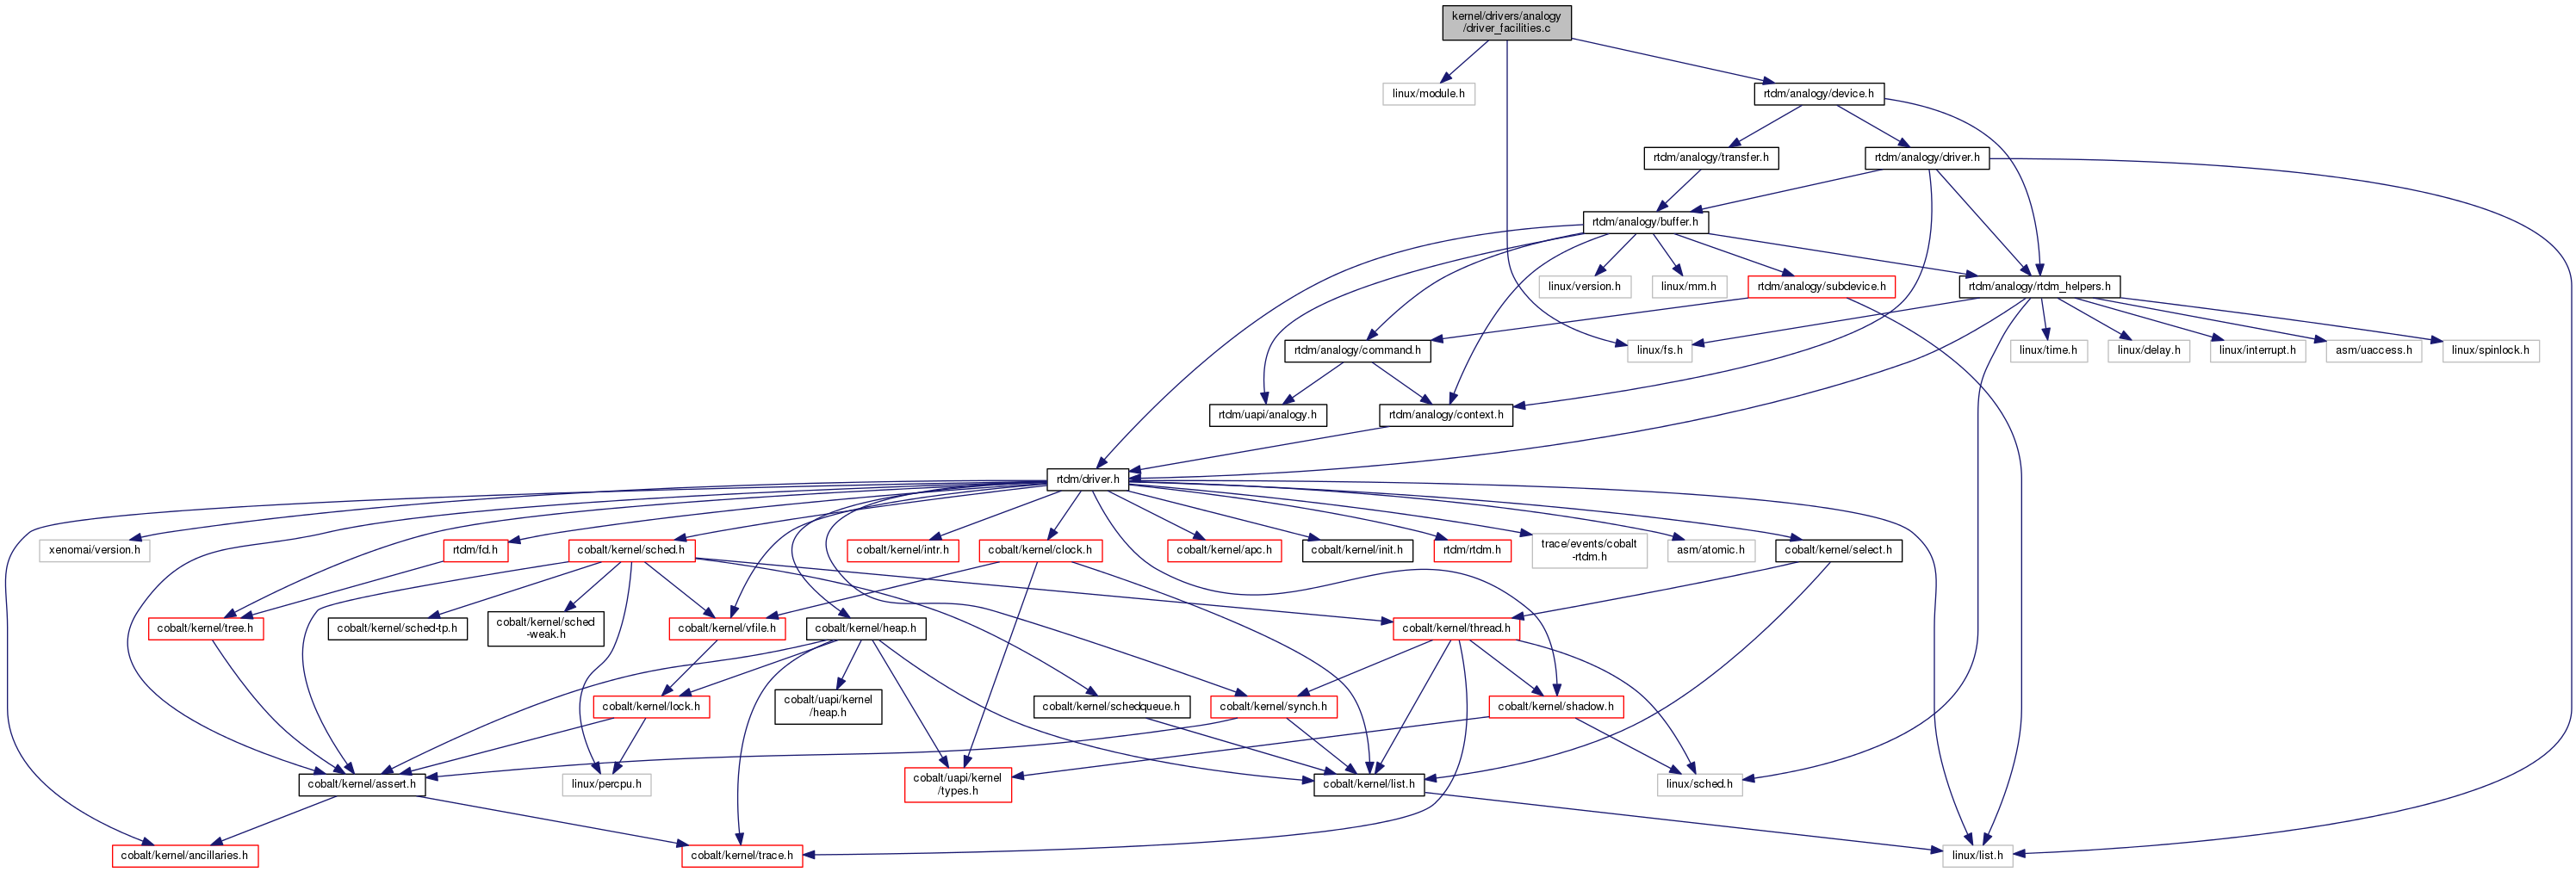 kernel/drivers/analogy
/driver_facilities.c
linux/module.h
rtdm/analogy/device.h
rtdm/analogy/transfer.h
rtdm/analogy/driver.h
rtdm/analogy/buffer.h
linux/version.h
linux/mm.h
rtdm/analogy/subdevice.h
rtdm/analogy/rtdm_helpers.h
rtdm/analogy/command.h
linux/fs.h
linux/time.h
linux/delay.h
linux/interrupt.h
asm/uaccess.h
linux/spinlock.h
rtdm/uapi/analogy.h
rtdm/analogy/context.h
rtdm/driver.h
xenomai/version.h
rtdm/fd.h
cobalt/kernel/sched.h
cobalt/kernel/intr.h
cobalt/kernel/clock.h
cobalt/kernel/apc.h
cobalt/kernel/init.h
rtdm/rtdm.h
trace/events/cobalt
-rtdm.h
asm/atomic.h
cobalt/kernel/select.h
cobalt/kernel/tree.h
cobalt/kernel/sched-tp.h
cobalt/kernel/sched
-weak.h
cobalt/kernel/vfile.h
cobalt/kernel/heap.h
cobalt/kernel/thread.h
cobalt/kernel/lock.h
cobalt/uapi/kernel
/heap.h
cobalt/kernel/schedqueue.h
cobalt/kernel/synch.h
cobalt/kernel/shadow.h
cobalt/kernel/assert.h
linux/percpu.h
cobalt/uapi/kernel
/types.h
cobalt/kernel/list.h
linux/sched.h
cobalt/kernel/ancillaries.h
cobalt/kernel/trace.h
linux/list.h